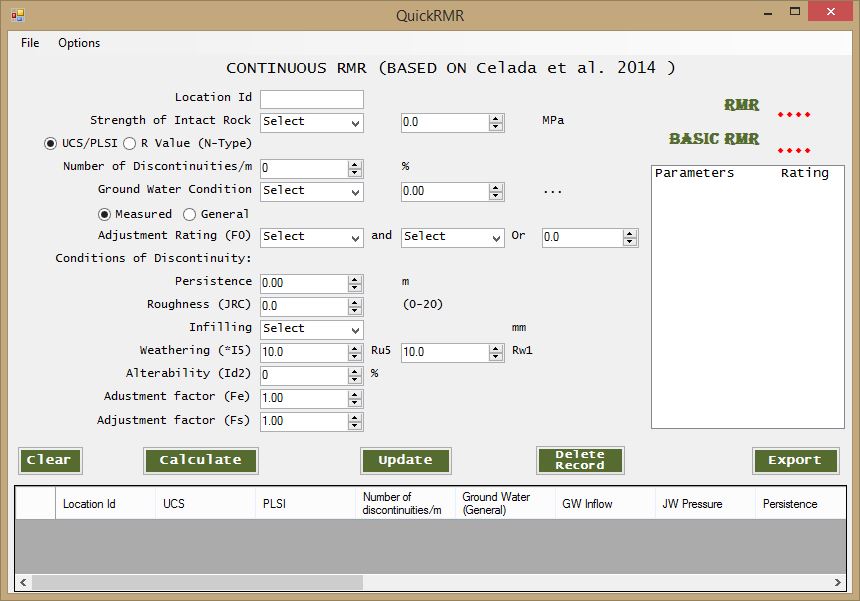 QuickRMR
File Options
CONTINUOUS RMR (BASED ON Celada et al. 2014 )
Location Id
Strength of Intact Rock Select 0.0 MPa
UCS/PLSI R Value (N-Type)
Number of Discontinuities/m 0 %
Ground Water Condition Select 0.00 ...
Measured General
Adjustment Rating (F0) Select and Select Or 0.0
Conditions of Discontinuity:
Persistence 0.00 m
Roughness (JRC) 0.0 (0-20)
Infilling Select mm
Weathering (*I5) 10.0 Ru5 10.0 Rw1
Alterability (Id2) 0 %
Adustment factor (Fe) 1.00
Adjustment factor (Fs) 1.00
RMR ....
BASIC RMR ....
Parameters Rating
Clear Calculate Update Delete Record Export
Location Id UCS PLSI Number of discontinuities/m Ground Water (General) GW Inflow JW Pressure Persistence